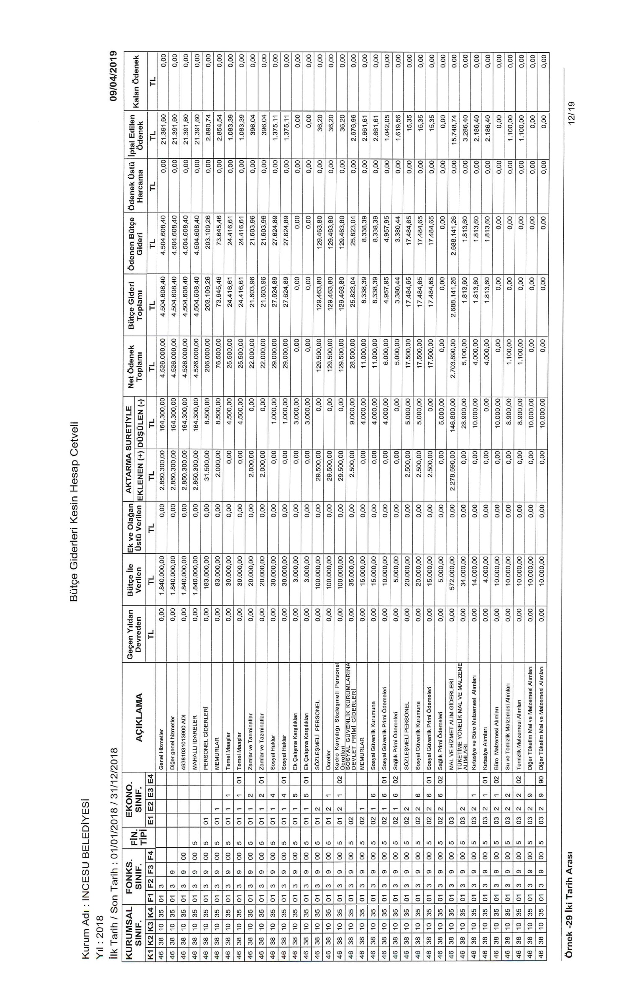 Bütçe Giderleri Kesin Hesap Cetveli
Kurum Adı : INCESU BELEDİYESİ
Yıl : 2018
İlk Tarih / Son Tarih : 01/01/2018 / 31/12/2018 09/04/2019
KURUMSAL SINIF. FONKS. SINIF. FİN. TİPİ EKONO. SINIF. AÇIKLAMA Geçen Yıldan Devreden Bütçe İle Verilen Ek ve Olağan Üstü Verilen AKTARMA SURETİYLE Net Ödenek Toplamı Bütçe Gideri Toplamı Ödenen Bütçe Gideri Ödenek Üstü Harcama İptal Edilen Ödenek Kalan Ödenek
EKLENEN (+) DÜŞÜLEN (-)
K1 K2 K3 K4 F1 F2 F3 F4 E1 E2 E3 E4 TL TL TL TL TL TL TL TL TL TL TL
46 38 10 35 01 3 Genel Hizmetler 0,00 1.840.000,00 0,00 2.850.300,00 164.300,00 4.526.000,00 4.504.608,40 4.504.608,40 0,00 21.391,60 0,00
46 38 10 35 01 3 9 Diğer genel hizmetler 0,00 1.840.000,00 0,00 2.850.300,00 164.300,00 4.526.000,00 4.504.608,40 4.504.608,40 0,00 21.391,60 0,00
46 38 10 35 01 3 9 00 46381031013900 ADI 0,00 1.840.000,00 0,00 2.850.300,00 164.300,00 4.526.000,00 4.504.608,40 4.504.608,40 0,00 21.391,60 0,00
46 38 10 35 01 3 9 00 5 MAHALLI IDARELER 0,00 1.840.000,00 0,00 2.850.300,00 164.300,00 4.526.000,00 4.504.608,40 4.504.608,40 0,00 21.391,60 0,00
46 38 10 35 01 3 9 00 5 01 PERSONEL GİDERLERİ 0,00 183.000,00 0,00 31.500,00 8.500,00 206.000,00 203.109,26 203.109,26 0,00 2.890,74 0,00
46 38 10 35 01 3 9 00 5 01 1 MEMURLAR 0,00 83.000,00 0,00 2.000,00 8.500,00 76.500,00 73.645,46 73.645,46 0,00 2.854,54 0,00
46 38 10 35 01 3 9 00 5 01 1 1 Temel Maaşlar 0,00 30.000,00 0,00 0,00 4.500,00 25.500,00 24.416,61 24.416,61 0,00 1.083,39 0,00
46 38 10 35 01 3 9 00 5 01 1 1 01 Temel Maaşlar 0,00 30.000,00 0,00 0,00 4.500,00 25.500,00 24.416,61 24.416,61 0,00 1.083,39 0,00
46 38 10 35 01 3 9 00 5 01 1 2 Zamlar ve Tazminatlar 0,00 20.000,00 0,00 2.000,00 0,00 22.000,00 21.603,96 21.603,96 0,00 396,04 0,00
46 38 10 35 01 3 9 00 5 01 1 2 01 Zamlar ve Tazminatlar 0,00 20.000,00 0,00 2.000,00 0,00 22.000,00 21.603,96 21.603,96 0,00 396,04 0,00
46 38 10 35 01 3 9 00 5 01 1 4 Sosyal Haklar 0,00 30.000,00 0,00 0,00 1.000,00 29.000,00 27.624,89 27.624,89 0,00 1.375,11 0,00
46 38 10 35 01 3 9 00 5 01 1 4 01 Sosyal Haklar 0,00 30.000,00 0,00 0,00 1.000,00 29.000,00 27.624,89 27.624,89 0,00 1.375,11 0,00
46 38 10 35 01 3 9 00 5 01 1 5 Ek Çalışma Karşılıkları 0,00 3.000,00 0,00 0,00 3.000,00 0,00 0,00 0,00 0,00 0,00 0,00
46 38 10 35 01 3 9 00 5 01 1 5 01 Ek Çalışma Karşılıkları 0,00 3.000,00 0,00 0,00 3.000,00 0,00 0,00 0,00 0,00 0,00 0,00
46 38 10 35 01 3 9 00 5 01 2 SÖZLEŞMELİ PERSONEL 0,00 100.000,00 0,00 29.500,00 0,00 129.500,00 129.463,80 129.463,80 0,00 36,20 0,00
46 38 10 35 01 3 9 00 5 01 2 1 Ücretler 0,00 100.000,00 0,00 29.500,00 0,00 129.500,00 129.463,80 129.463,80 0,00 36,20 0,00
46 38 10 35 01 3 9 00 5 01 2 1 02 Kadro Karşılığı Sözleşmeli Personel Ücretleri 0,00 100.000,00 0,00 29.500,00 0,00 129.500,00 129.463,80 129.463,80 0,00 36,20 0,00
46 38 10 35 01 3 9 00 5 02 SOSYAL GÜVENLİK KURUMLARINA DEVLET PRİMİ GİDERLERİ 0,00 35.000,00 0,00 2.500,00 9.000,00 28.500,00 25.823,04 25.823,04 0,00 2.676,96 0,00
46 38 10 35 01 3 9 00 5 02 1 MEMURLAR 0,00 15.000,00 0,00 0,00 4.000,00 11.000,00 8.338,39 8.338,39 0,00 2.661,61 0,00
46 38 10 35 01 3 9 00 5 02 1 6 Sosyal Güvenlik Kurumuna 0,00 15.000,00 0,00 0,00 4.000,00 11.000,00 8.338,39 8.338,39 0,00 2.661,61 0,00
46 38 10 35 01 3 9 00 5 02 1 6 01 Sosyal Güvenlik Primi Ödemeleri 0,00 10.000,00 0,00 0,00 4.000,00 6.000,00 4.957,95 4.957,95 0,00 1.042,05 0,00
46 38 10 35 01 3 9 00 5 02 1 6 02 Sağlık Primi Ödemeleri 0,00 5.000,00 0,00 0,00 0,00 5.000,00 3.380,44 3.380,44 0,00 1.619,56 0,00
46 38 10 35 01 3 9 00 5 02 2 SÖZLEŞMELİ PERSONEL 0,00 20.000,00 0,00 2.500,00 5.000,00 17.500,00 17.484,65 17.484,65 0,00 15,35 0,00
46 38 10 35 01 3 9 00 5 02 2 6 Sosyal Güvenlik Kurumuna 0,00 20.000,00 0,00 2.500,00 5.000,00 17.500,00 17.484,65 17.484,65 0,00 15,35 0,00
46 38 10 35 01 3 9 00 5 02 2 6 01 Sosyal Güvenlik Primi Ödemeleri 0,00 15.000,00 0,00 2.500,00 0,00 17.500,00 17.484,65 17.484,65 0,00 15,35 0,00
46 38 10 35 01 3 9 00 5 02 2 6 02 Sağlık Primi Ödemeleri 0,00 5.000,00 0,00 0,00 5.000,00 0,00 0,00 0,00 0,00 0,00 0,00
46 38 10 35 01 3 9 00 5 03 MAL VE HİZMET ALIM GİDERLERİ 0,00 572.000,00 0,00 2.278.690,00 146.800,00 2.703.890,00 2.688.141,26 2.688.141,26 0,00 15.748,74 0,00
46 38 10 35 01 3 9 00 5 03 2 TÜKETİME YÖNELİK MAL VE MALZEME ALIMLARI 0,00 34.000,00 0,00 0,00 28.900,00 5.100,00 1.813,60 1.813,60 0,00 3.286,40 0,00
46 38 10 35 01 3 9 00 5 03 2 1 Kırtasiye ve Büro Malzemesi Alımları 0,00 14.000,00 0,00 0,00 10.000,00 4.000,00 1.813,60 1.813,60 0,00 2.186,40 0,00
46 38 10 35 01 3 9 00 5 03 2 1 01 Kırtasiye Alımları 0,00 4.000,00 0,00 0,00 0,00 4.000,00 1.813,60 1.813,60 0,00 2.186,40 0,00
46 38 10 35 01 3 9 00 5 03 2 1 02 Büro Malzemesi Alımları 0,00 10.000,00 0,00 0,00 10.000,00 0,00 0,00 0,00 0,00 0,00 0,00
46 38 10 35 01 3 9 00 5 03 2 2 Su ve Temizlik Malzemesi Alımları 0,00 10.000,00 0,00 0,00 8.900,00 1.100,00 0,00 0,00 0,00 1.100,00 0,00
46 38 10 35 01 3 9 00 5 03 2 2 02 Temizlik Malzemesi Alımları 0,00 10.000,00 0,00 0,00 8.900,00 1.100,00 0,00 0,00 0,00 1.100,00 0,00
46 38 10 35 01 3 9 00 5 03 2 9 Diğer Tüketim Mal ve Malzemesi Alımları 0,00 10.000,00 0,00 0,00 10.000,00 0,00 0,00 0,00 0,00 0,00 0,00
46 38 10 35 01 3 9 00 5 03 2 9 90 Diğer Tüketim Mal ve Malzemesi Alımları 0,00 10.000,00 0,00 0,00 10.000,00 0,00 0,00 0,00 0,00 0,00 0,00
Örnek -29 İki Tarih Arası 12/19